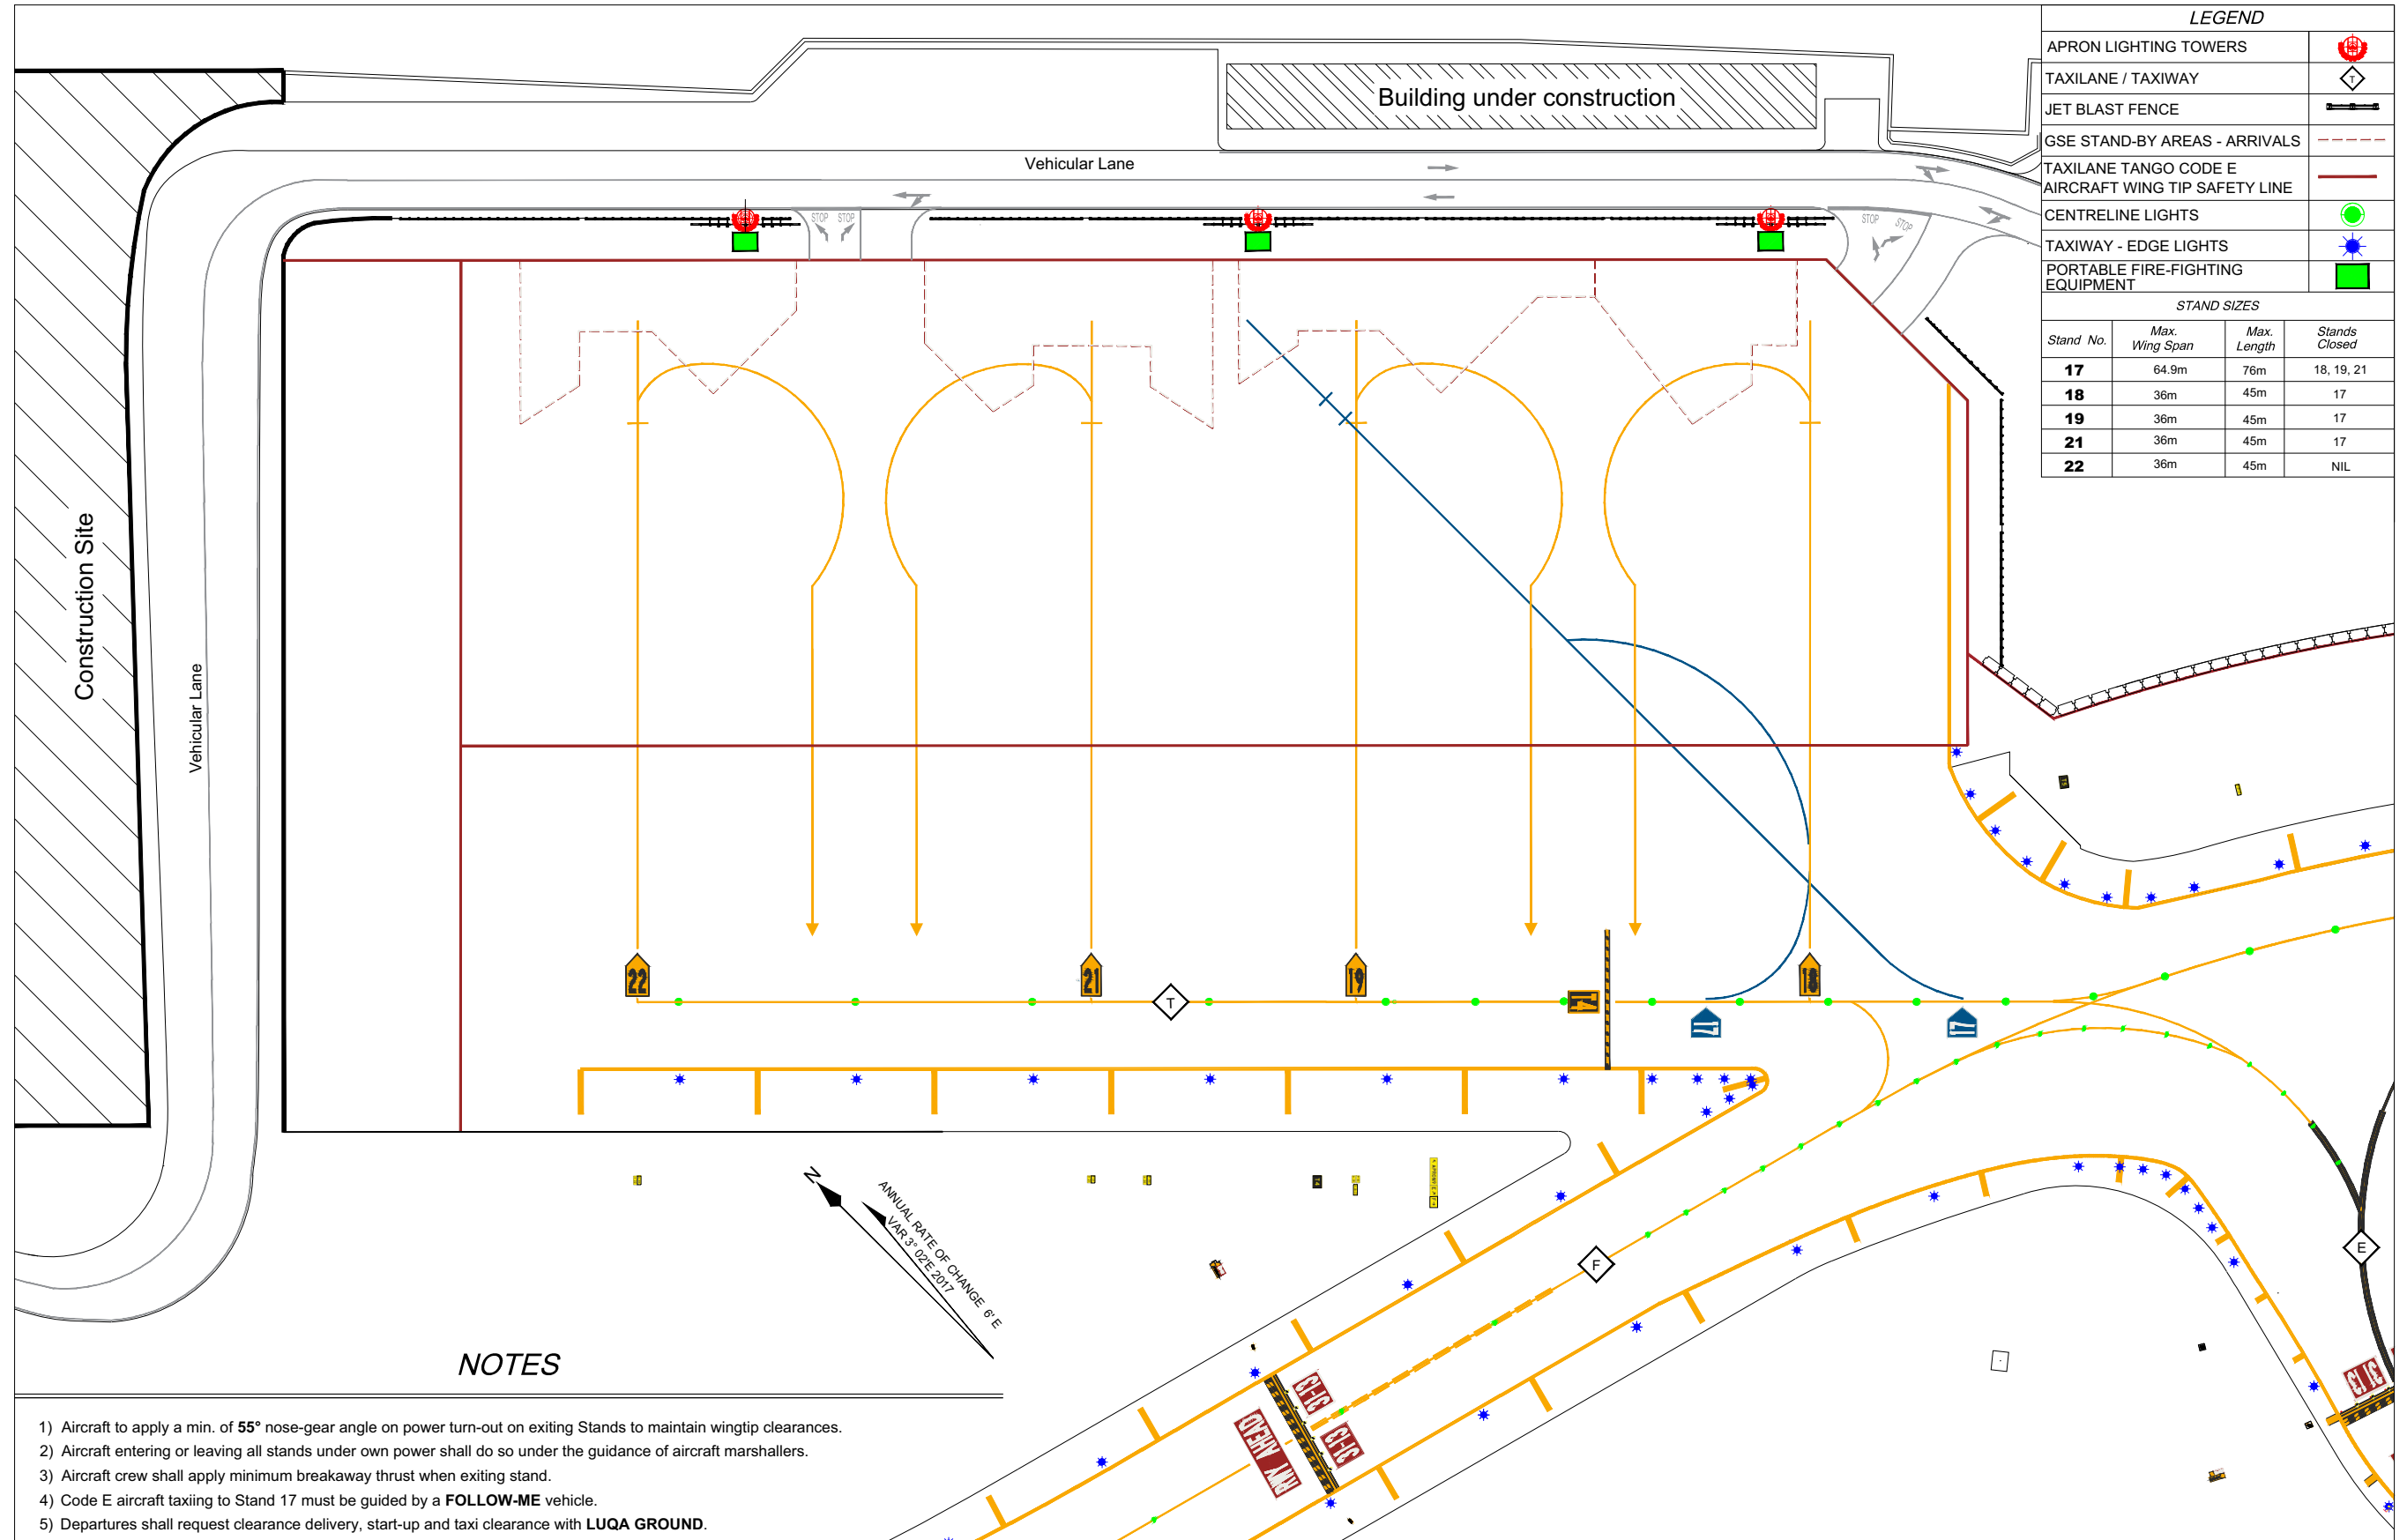 LEGEND
APRON LIGHTING TOWERS
TAXILANE / TAXIWAY
T
JET BLAST FENCE
GSE STAND-BY AREAS - ARRIVALS
TAXILANE TANGO CODE E
AIRCRAFT WING TIP SAFETY LINE
CENTRELINE LIGHTS
TAXIWAY - EDGE LIGHTS
PORTABLE FIRE-FIGHTING
EQUIPMENT
STAND SIZES
Stand No. Max. Wing Span Max. Length Stands Closed
17 64.9m 76m 18, 19, 21
18 36m 45m 17
19 36m 45m 17
21 36m 45m 17
22 36m 45m NIL
Building under construction
Vehicular Lane
STOP STOP
STOP STOP
Construction Site
Vehicular Lane
22
21
19
18
T
T4
17
17
F
E
31-L3
31-L3
RWY AHEAD
N
ANNUAL RATE OF CHANGE 6' E
VAR 3° 02'E 2017
NOTES
1) Aircraft to apply a min. of 55° nose-gear angle on power turn-out on exiting Stands to maintain wingtip clearances.
2) Aircraft entering or leaving all stands under own power shall do so under the guidance of aircraft marshallers.
3) Aircraft crew shall apply minimum breakaway thrust when exiting stand.
4) Code E aircraft taxiing to Stand 17 must be guided by a FOLLOW-ME vehicle.
5) Departures shall request clearance delivery, start-up and taxi clearance with LUQA GROUND.